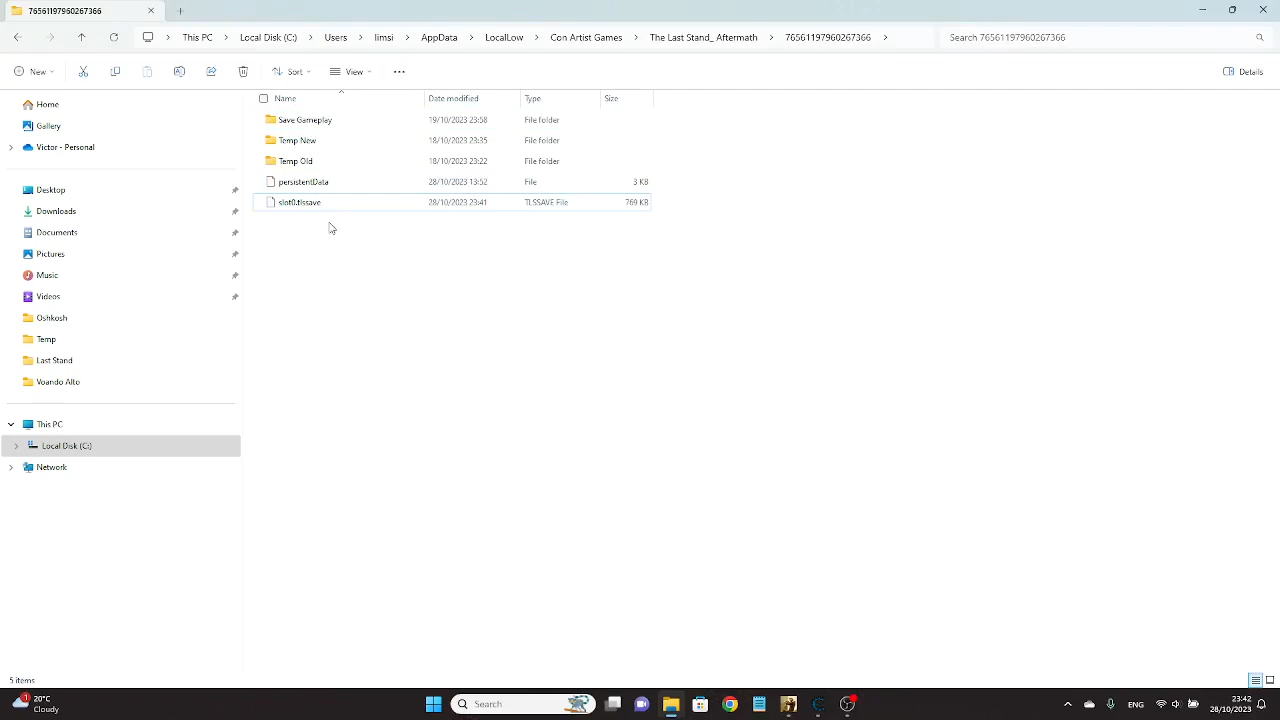 76561197960267366
This PC > Local Disk (C:) > Users > limsi > AppData > LocalLow > Con Artist Games > The Last Stand_ Aftermath > 76561197960267366 >
Search 76561197960267366
New
Sort
View
Details
Name Date modified Type Size
Save Gameplay 19/10/2023 23:58 File folder
Temp New 18/10/2023 23:35 File folder
Temp Old 18/10/2023 23:22 File folder
persistentData 28/10/2023 13:52 File 3 KB
slot0.tlssave 28/10/2023 23:41 TLSSAVE File 769 KB
Home
Gallery
Victor - Personal
Desktop
Downloads
Documents
Pictures
Music
Videos
Oshkosh
Temp
Last Stand
Voando Alto
This PC
Local Disk (C:)
Network
5 items
1
20°C
Cloudy
Search
ENG
23:42
28/10/2023